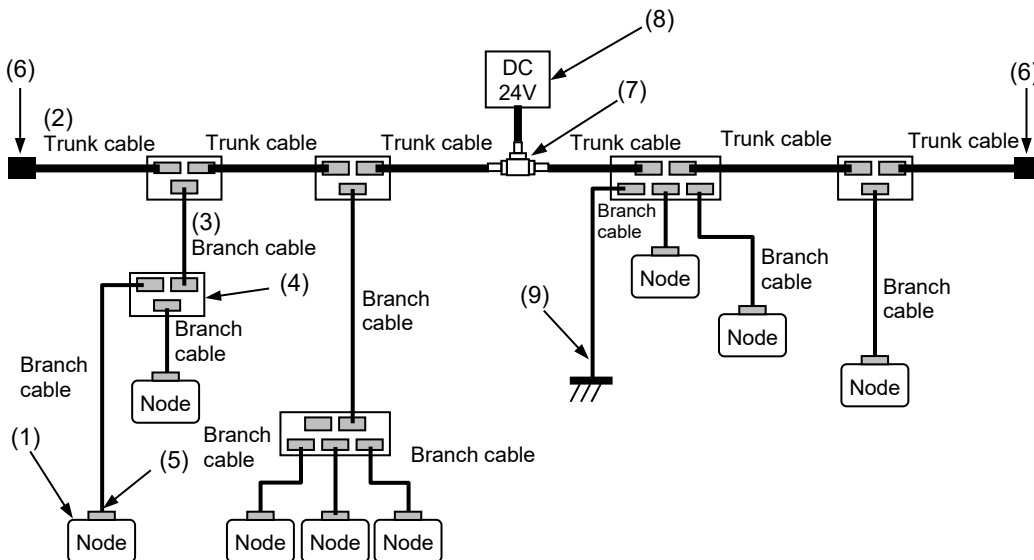 (8)
DC
24V
(6)
(6)
(7)
(2)
Trunk cable
Trunk cable
Trunk cable
Trunk cable
Trunk cable
Trunk cable
(3)
Branch cable
Branch
cable
Node
Branch
cable
Node
(4)
(9)
Branch
cable
Branch
cable
Branch
cable
Branch
cable
Node
Node
(1)
(5)
Branch
cable
Branch cable
Node
Node
Node
Node